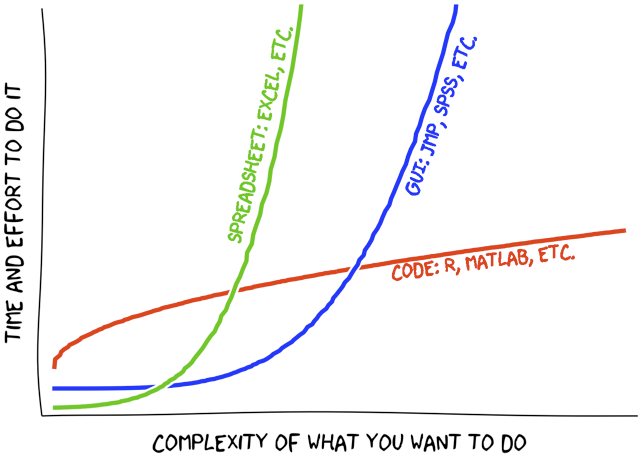 TIME AND EFFORT TO DO IT
SPREADSHEET: EXCEL, ETC.
GUI: JMP, SPSS, ETC.
CODE: R, MATLAB, ETC.
COMPLEXITY OF WHAT YOU WANT TO DO